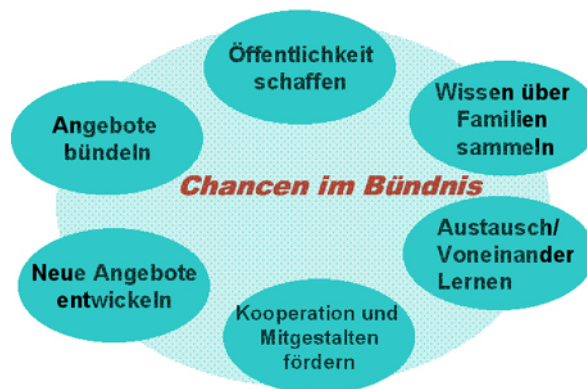 Öffentlichkeit
schaffen
Wissen über
Familien
sammeln
Angebote
bündeln
Chancen im Bündnis
Austausch/
Voneinander
Lernen
Neue Angebote
entwickeln
Kooperation und
Mitgestalten
fördern